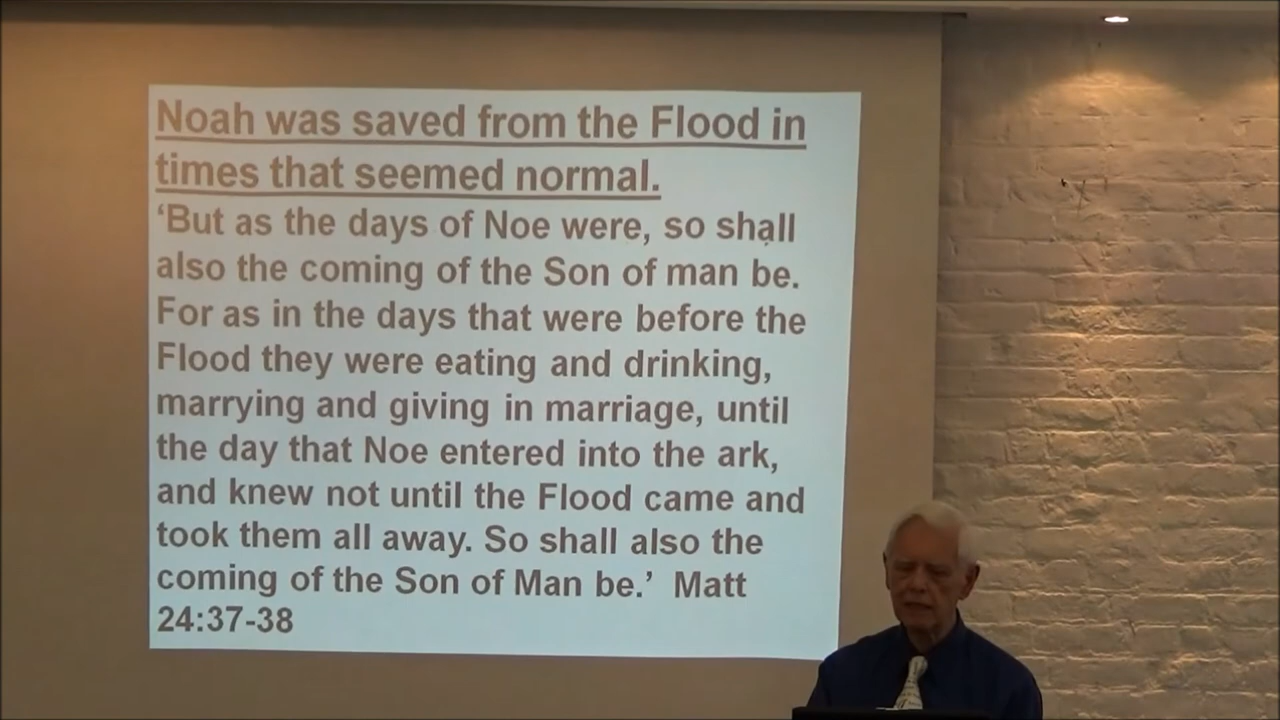 Noah was saved from the Flood in
times that seemed normal.
‘But as the days of Noe were, so shall
also the coming of the Son of man be.
For as in the days that were before the
Flood they were eating and drinking,
marrying and giving in marriage, until
the day that Noe entered into the ark,
and knew not until the Flood came and
took them all away. So shall also the
coming of the Son of Man be.’ Matt
24:37-38